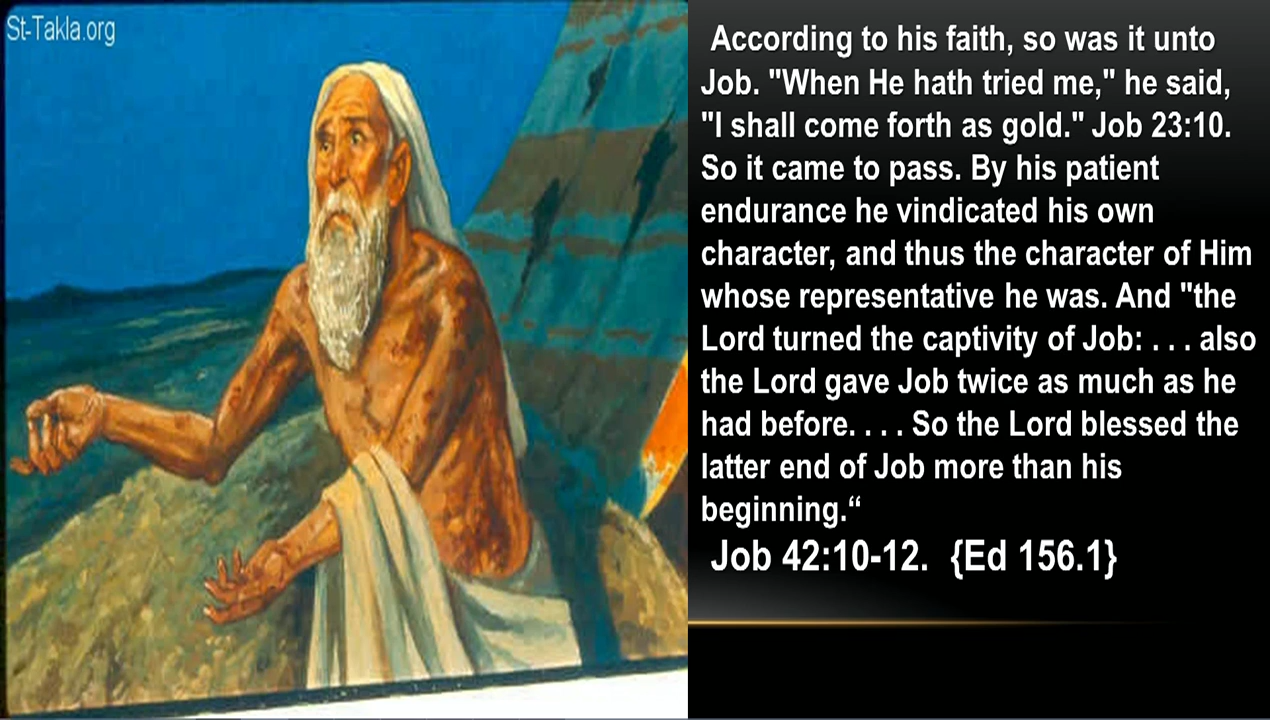 St-Takla.org
According to his faith, so was it unto
Job. "When He hath tried me," he said,
"I shall come forth as gold." Job 23:10.
So it came to pass. By his patient
endurance he vindicated his own
character, and thus the character of Him
whose representative he was. And "the
Lord turned the captivity of Job: . . . also
the Lord gave Job twice as much as he
had before. . . . So the Lord blessed the
latter end of Job more than his
beginning.“
Job 42:10-12. {Ed 156.1}